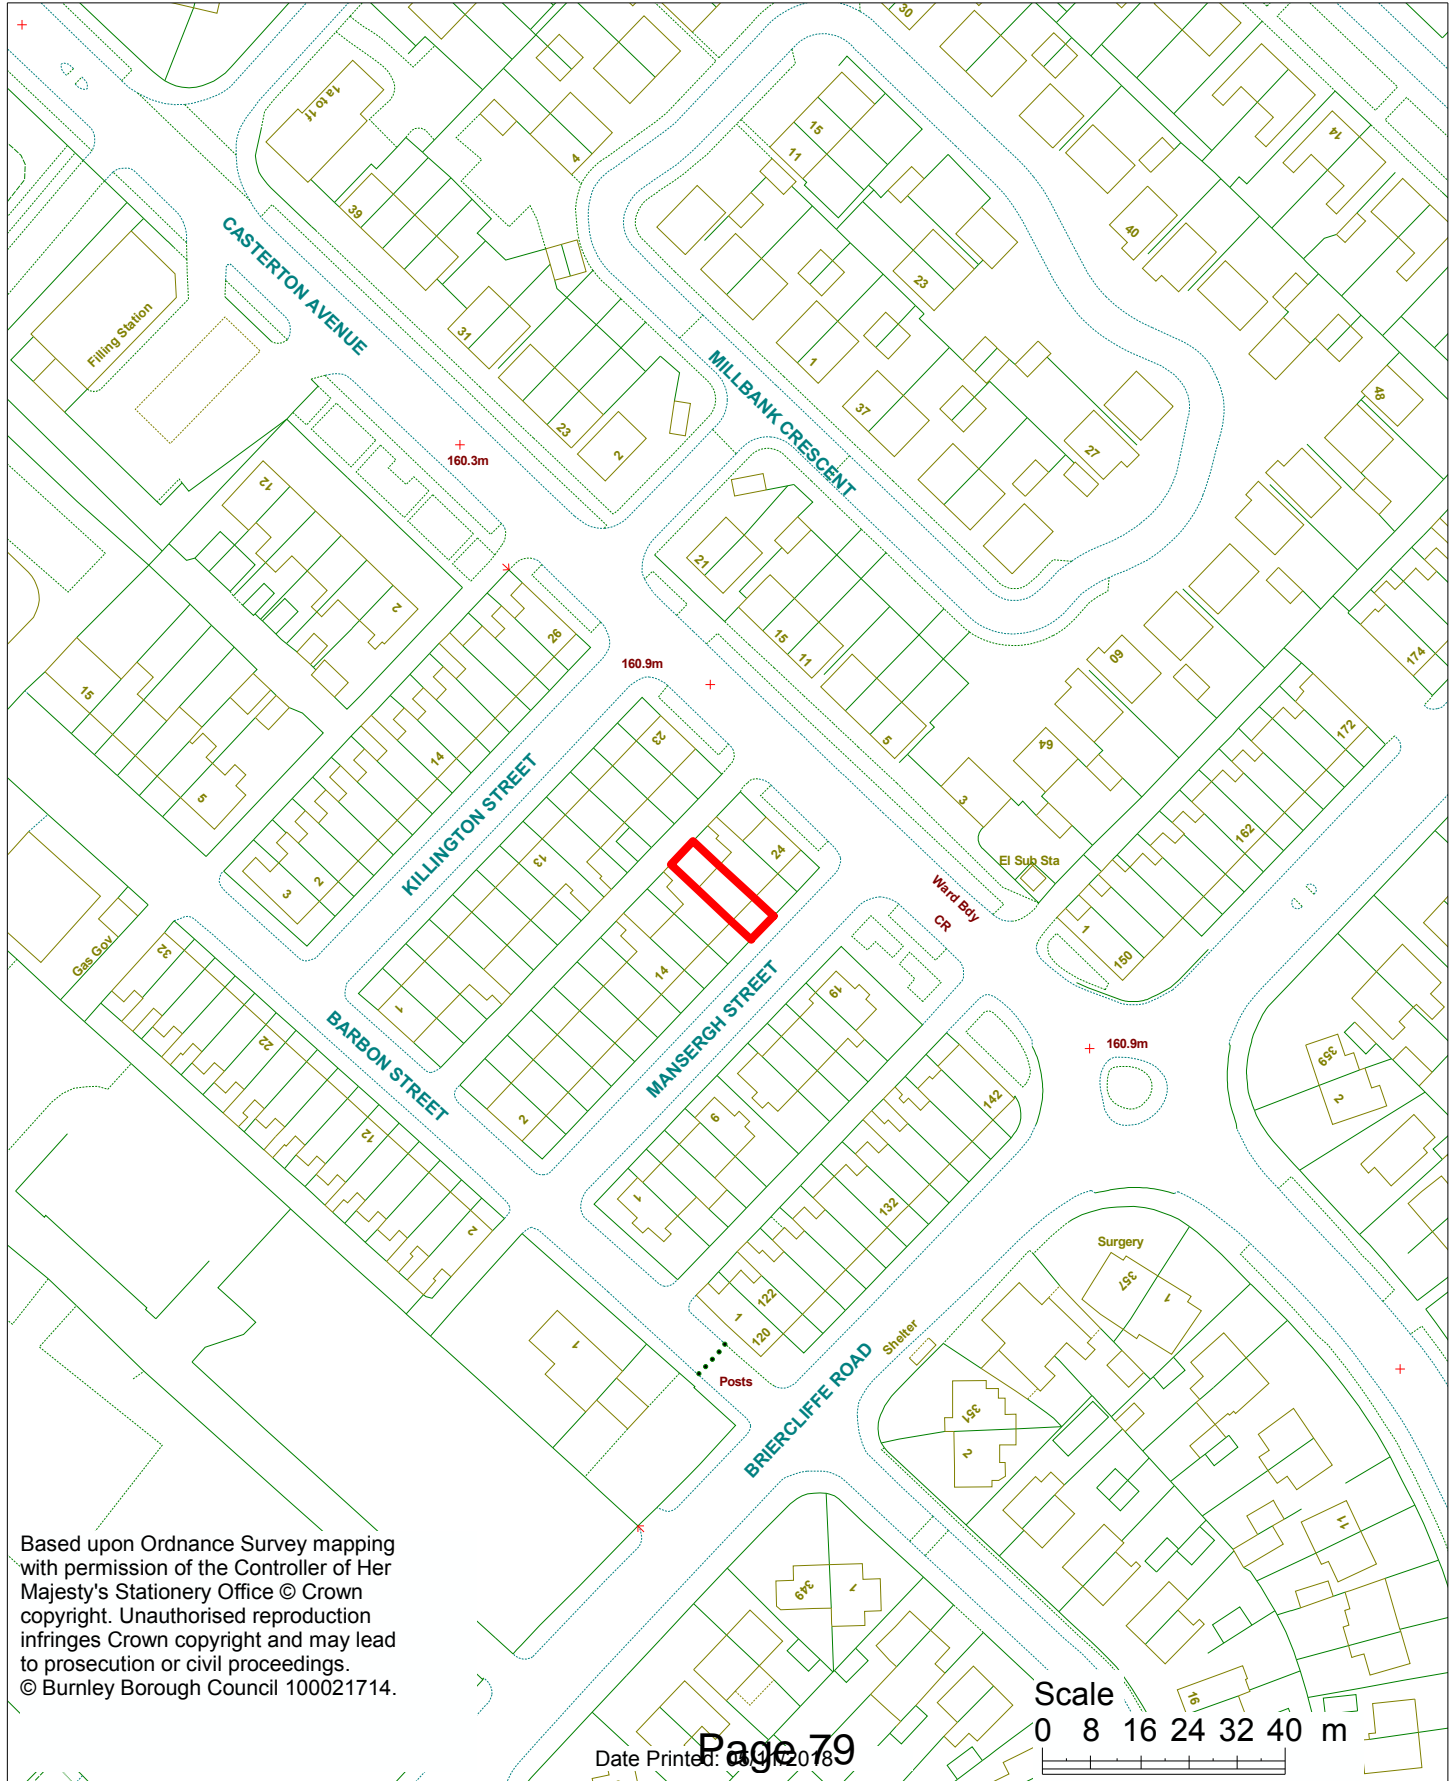 30
1a to 1f
15
14
11
4
39
40
CASTERTON AVENUE
23
Filling Station
31
1
MILLBANK CRESCENT
37
48
23
2
27
160.3m
12
21
2
26
15
11
60
174
160.9m
15
23
5
64
172
14
KILLINGTON STREET
5
3
162
13
24
El Sub Sta
2
3
Ward Bdy
CR
1
150
32
Gas Gov
14
19
1
MANSERGH STREET
BARBON STREET
22
160.9m
359
2
142
12
2
9
1
132
2
Surgery
357
1
122
1
120
Shelter
1
Posts
BRIERCLIFFE ROAD
351
2
11
349
1
16
Based upon Ordnance Survey mapping
with permission of the Controller of Her
Majesty's Stationery Office © Crown
copyright. Unauthorised reproduction
infringes Crown copyright and may lead
to prosecution or civil proceedings.
© Burnley Borough Council 100021714.
Scale
0 8 16 24 32 40 m
Page 79
Date Printed: